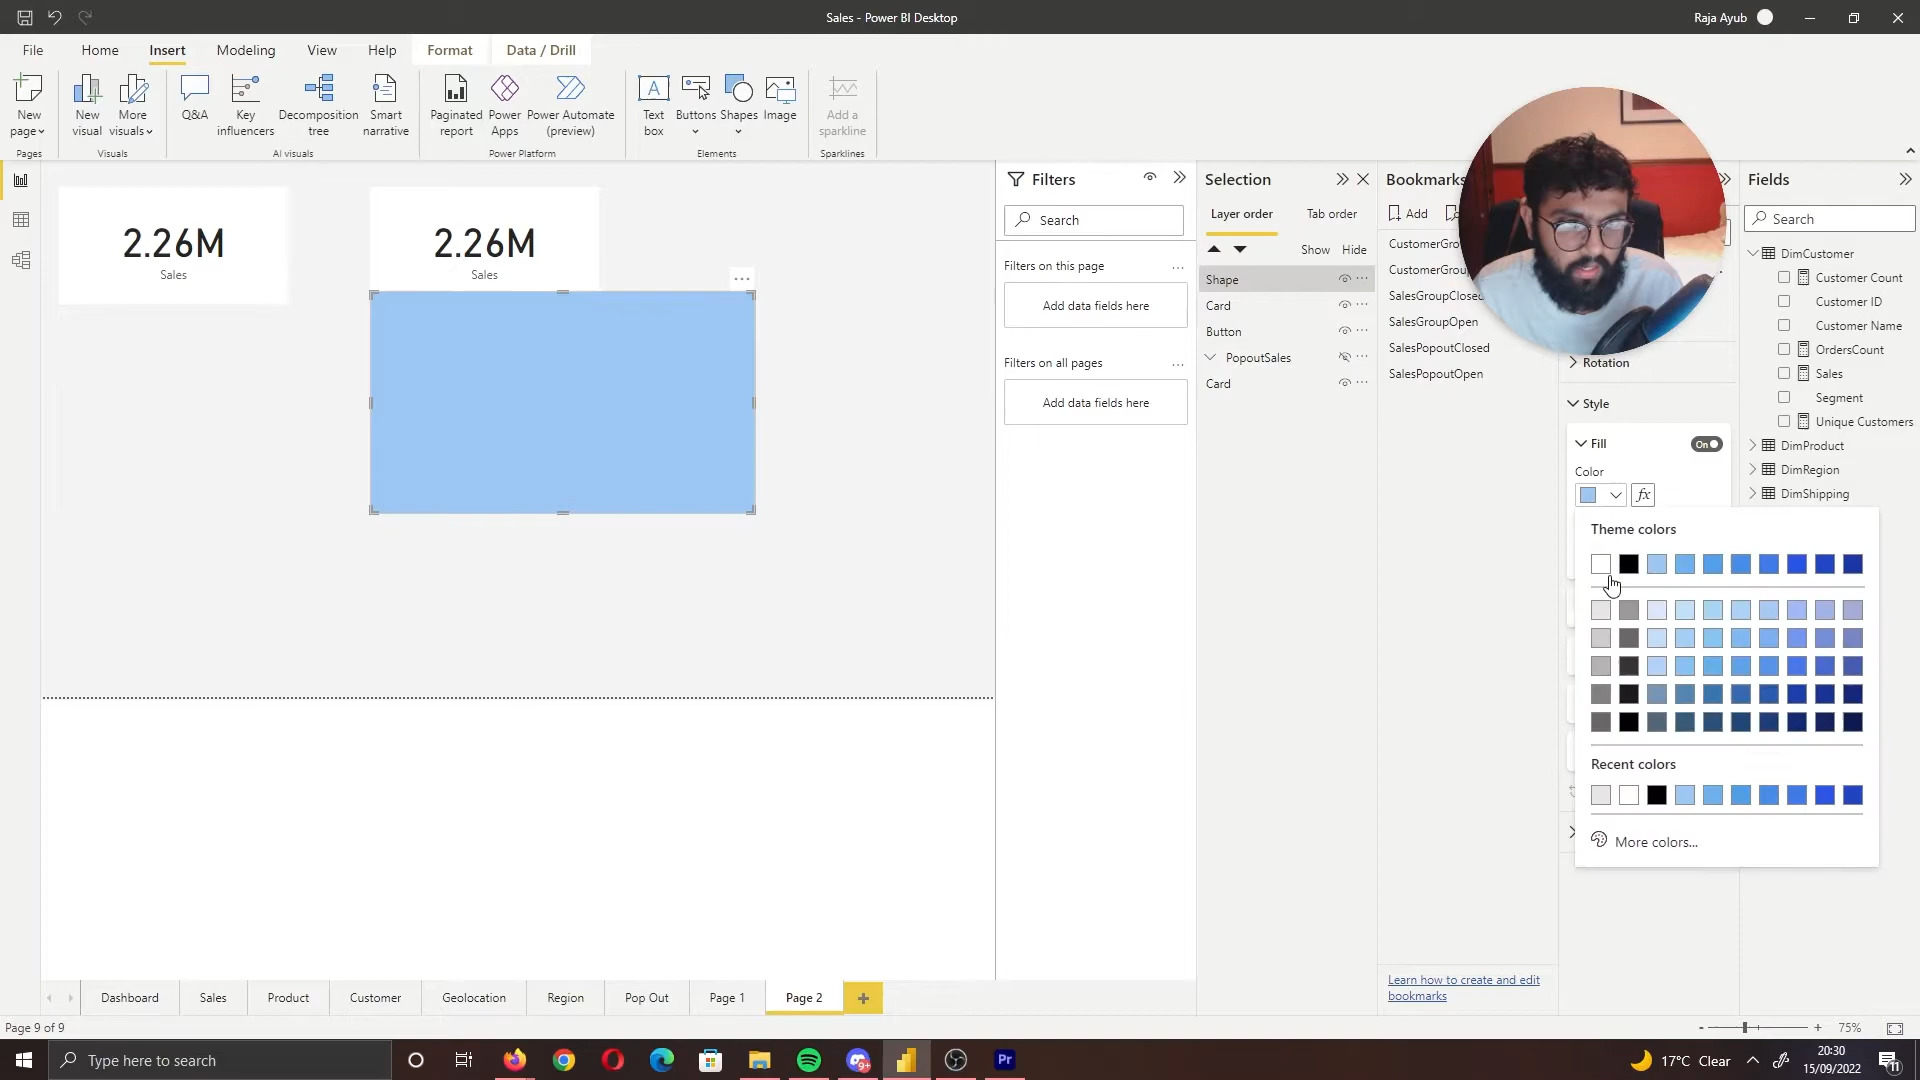 Sales - Power BI Desktop
Raja Ayub
File
Home
Insert
Modeling
View
Help
Format
Data / Drill
New page
New visual
More visuals
Q&A
Key influencers
Decomposition tree
Smart narrative
Paginated report
Power Apps
Power Automate (preview)
Text box
Buttons
Shapes
Image
Add a sparkline
Pages
Visuals
AI visuals
Power Platform
Elements
Sparklines
2.26M
Sales
2.26M
Sales
Filters
Search
Filters on this page
Add data fields here
Filters on all pages
Add data fields here
Selection
Layer order
Tab order
Show
Hide
Shape
Card
Button
PopoutSales
Card
Bookmarks
Add
CustomerGro
CustomerGrou
SalesGroupClosed
SalesGroupOpen
SalesPopoutClosed
SalesPopoutOpen
Learn how to create and edit
bookmarks
Rotation
Style
Fill
On
Color
fx
Theme colors
Recent colors
More colors...
Fields
Search
DimCustomer
Customer Count
Customer ID
Customer Name
OrdersCount
Sales
Segment
Unique Customers
DimProduct
DimRegion
DimShipping
Dashboard
Sales
Product
Customer
Geolocation
Region
Pop Out
Page 1
Page 2
Page 9 of 9
75%
Type here to search
Pr
17°C Clear
20:30
15/09/2022